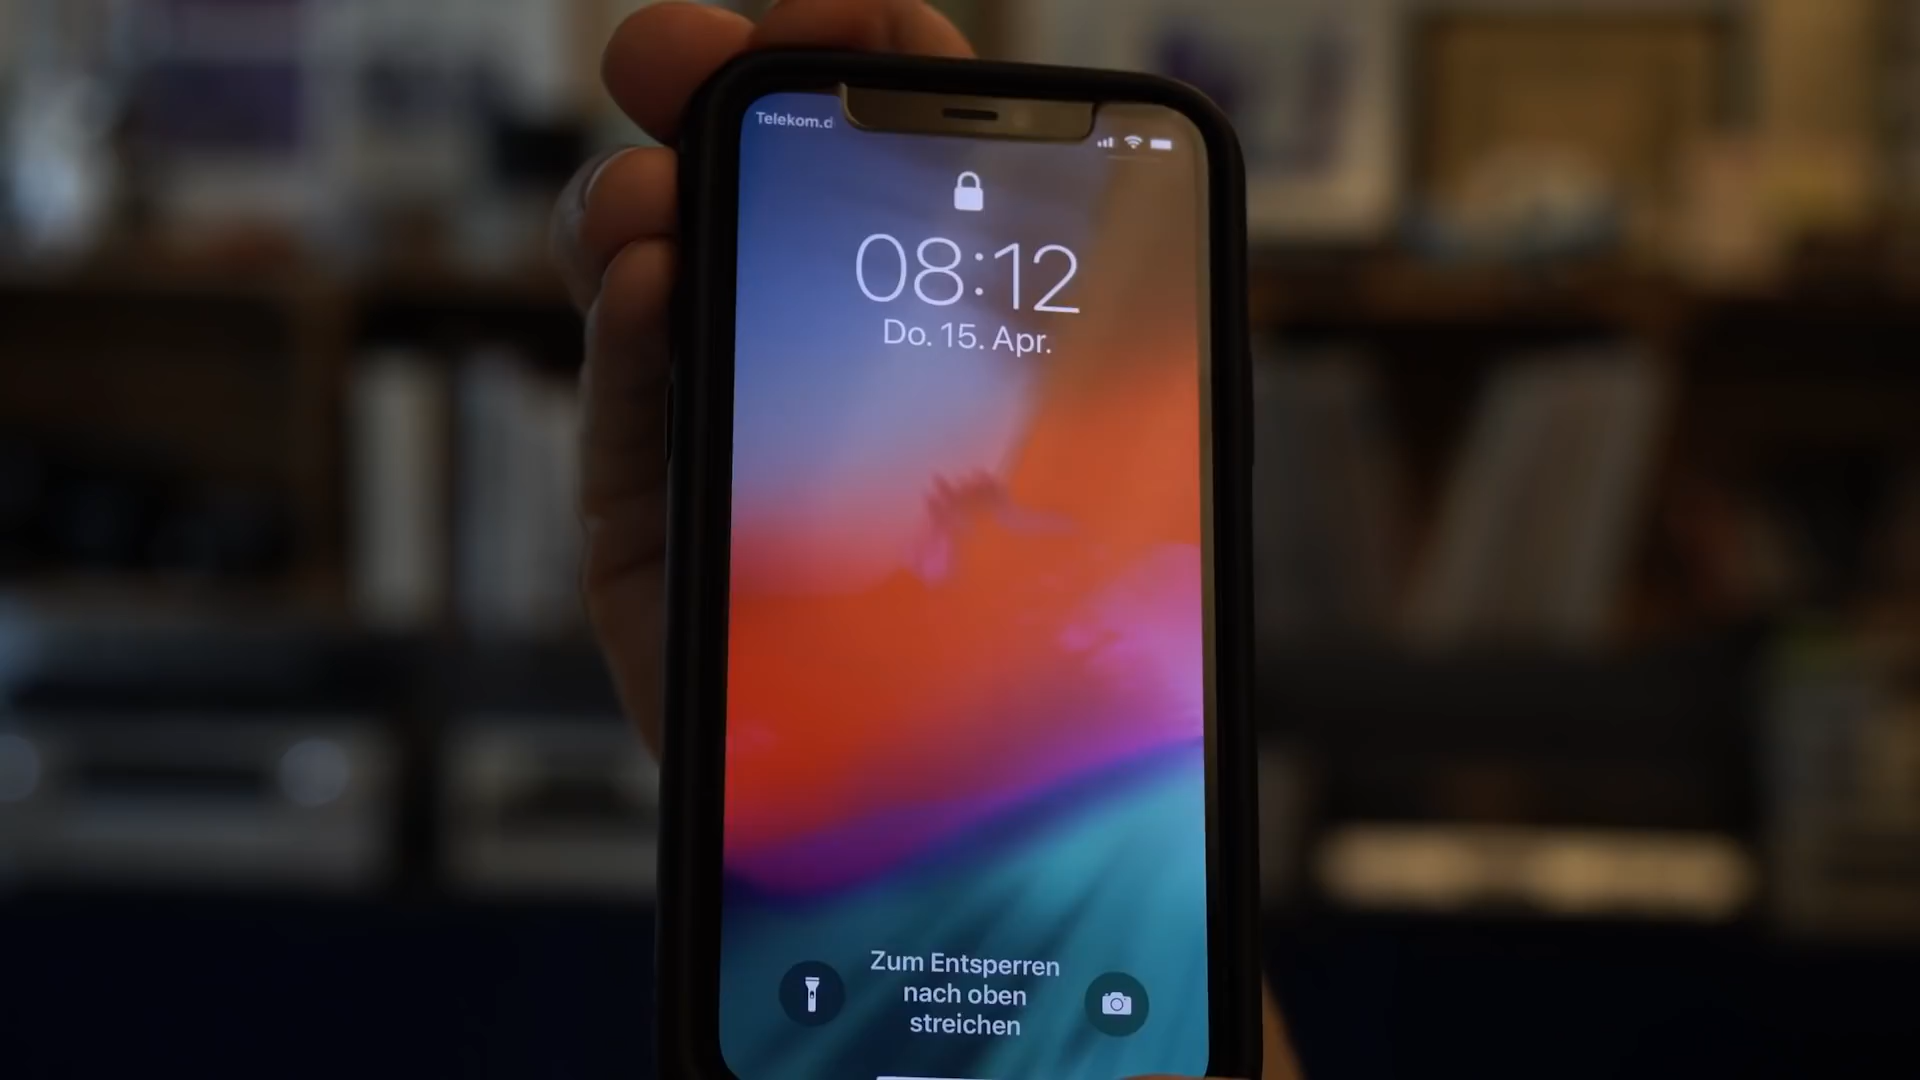 Telekom.d
08:12
Do. 15. Apr.
Zum Entsperren
nach oben
streichen